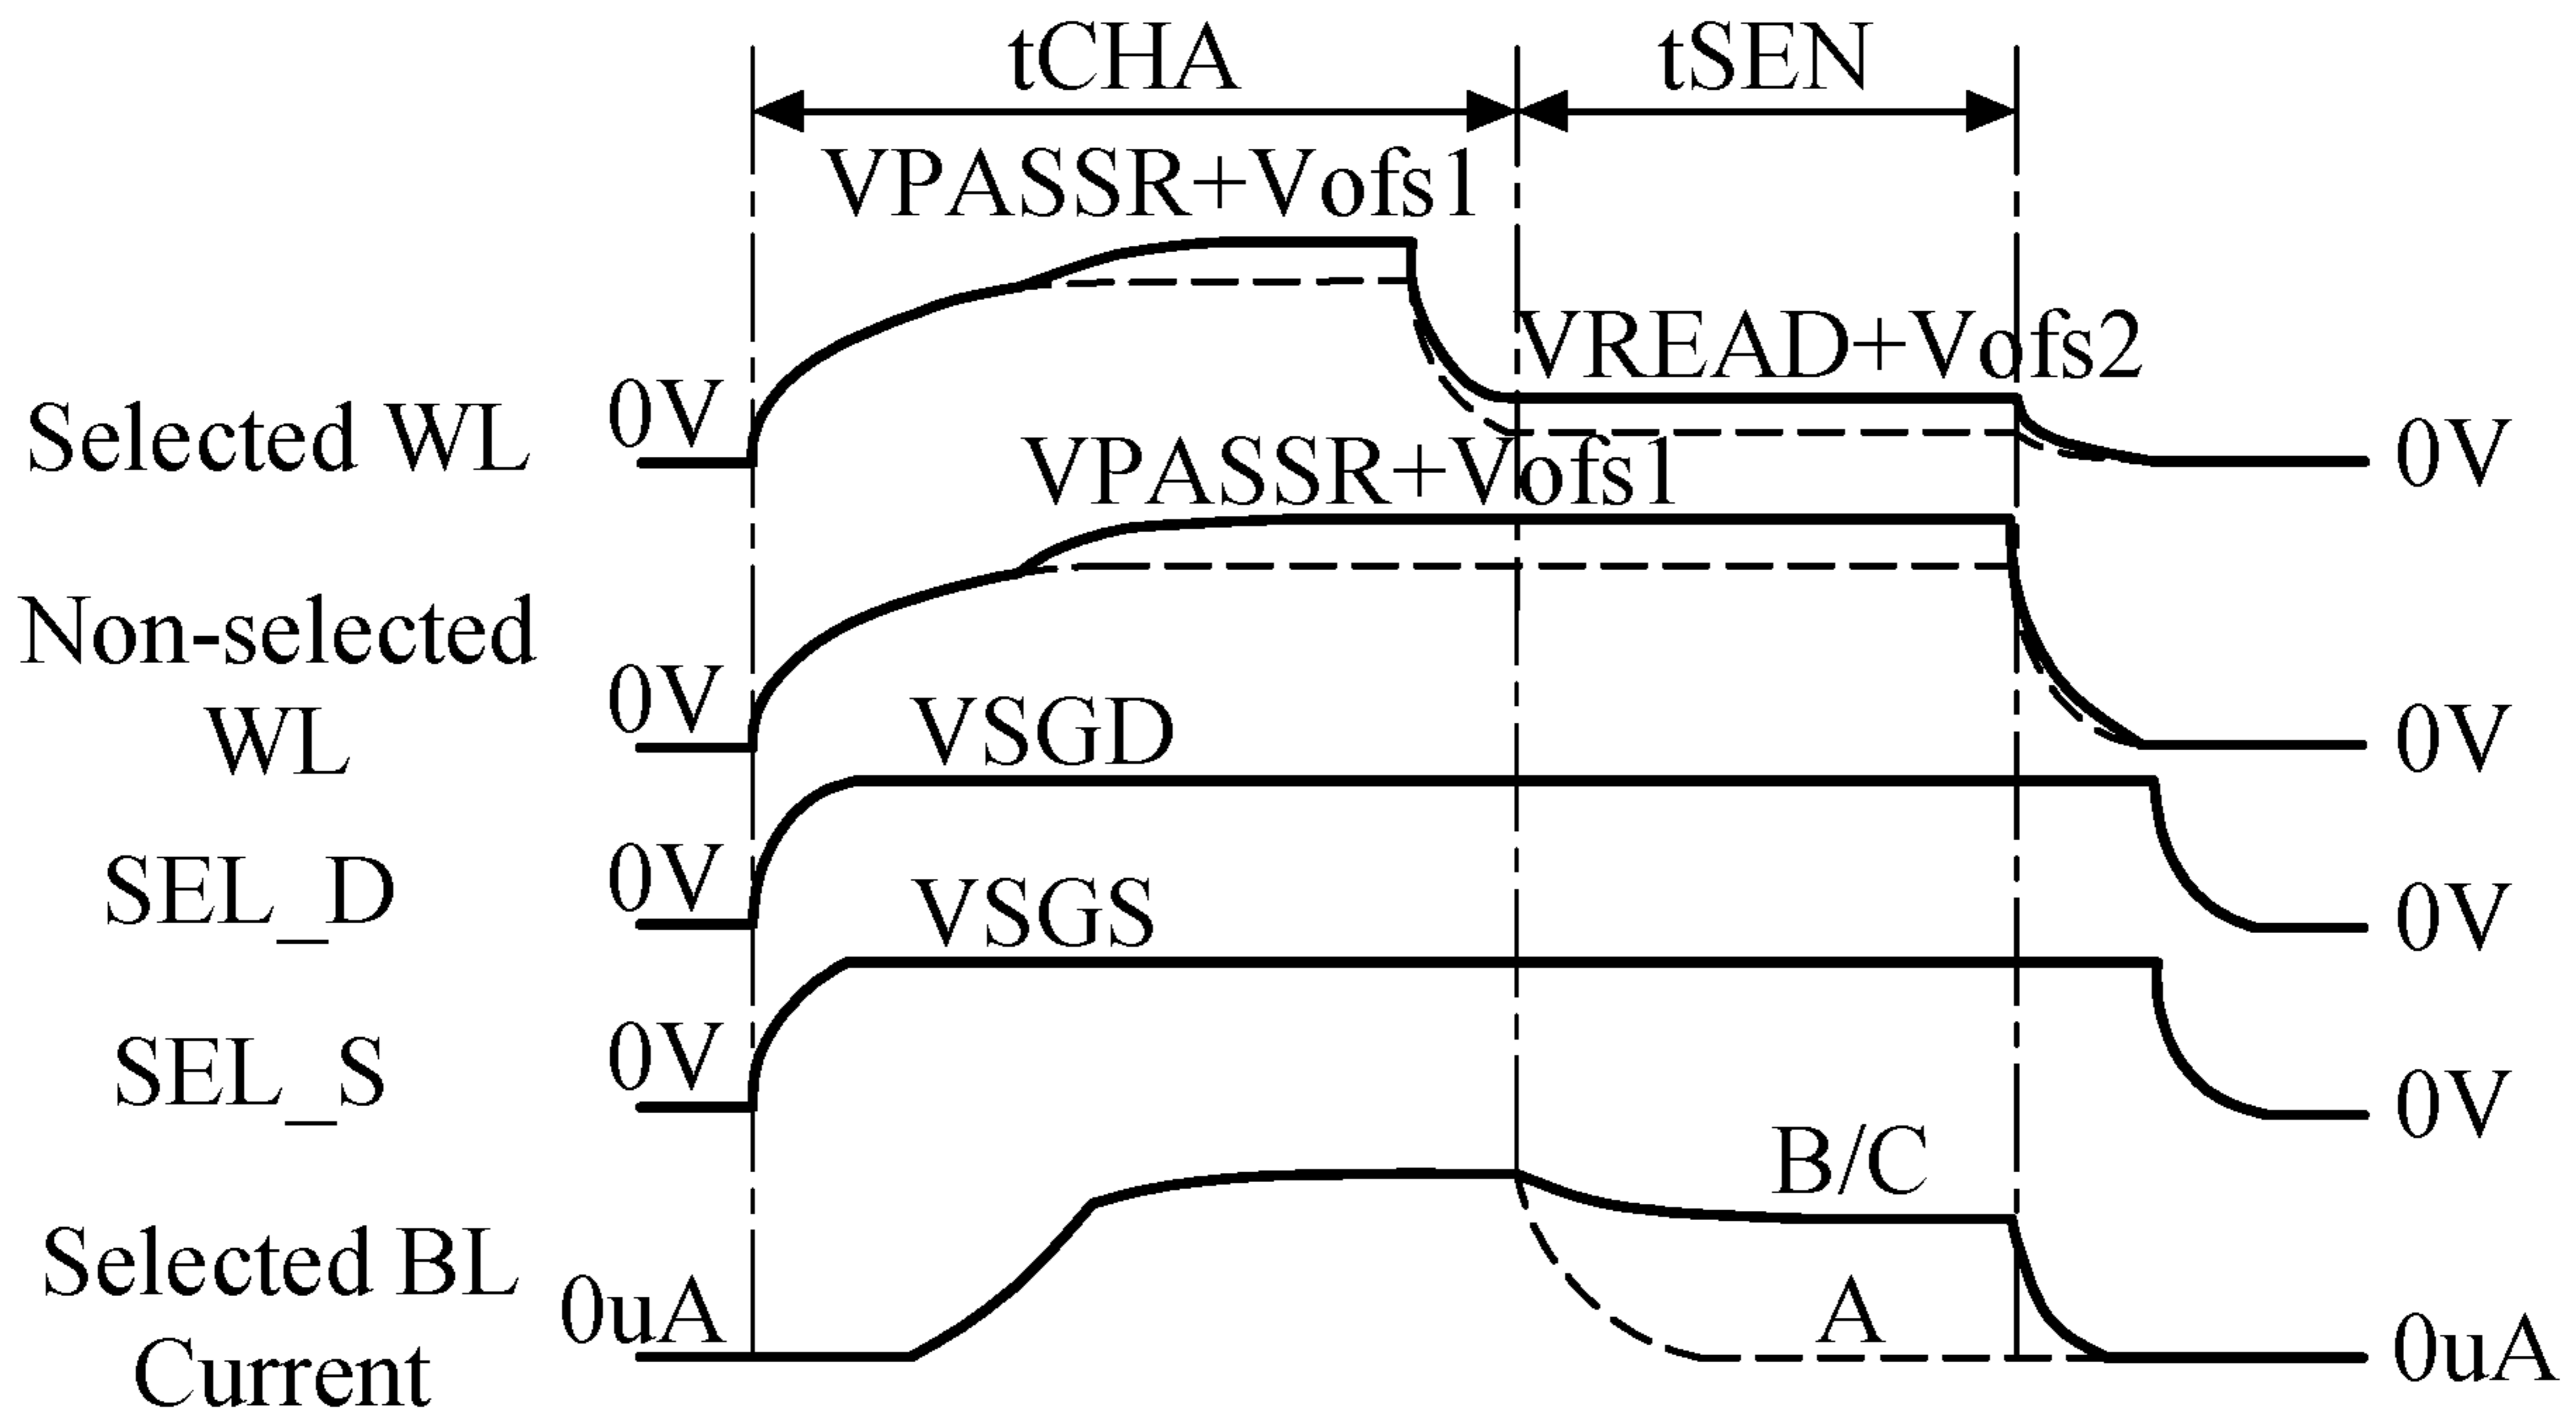 tCHA
tSEN
VPASSR+Vofs1
VREAD+Vofs2
0V
Selected WL
0V
VPASSR+Vofs1
Non-selected
WL
0V
0V
VSGD
SEL_D
0V
0V
VSGS
SEL_S
0V
0V
B/C
Selected BL
Current
0uA
A
0uA